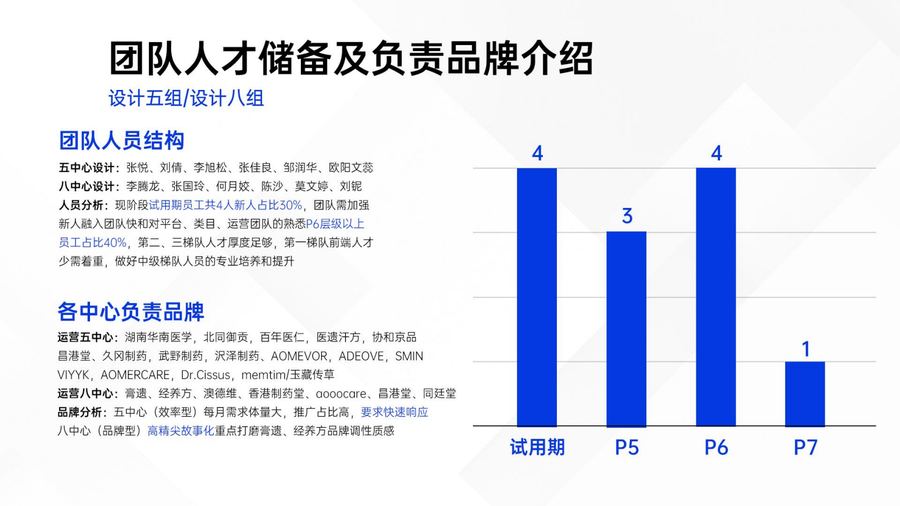 团队人才储备及负责品牌介绍
设计五组/设计八组
团队人员结构
五中心设计：张悦、刘倩、李旭松、张佳良、邹润华、欧阳文蕊
八中心设计：李腾龙、张国玲、何月姣、陈沙、莫文婷、刘铌
人员分析：现阶段试用期员工共4人新人占比30%，团队需加强
新人融入团队快和对平台、类目、运营团队的熟悉P6层级以上
员工占比40%，第二、三梯队人才厚度足够，第一梯队前端人才
少需着重，做好中级梯队人员的专业培养和提升
各中心负责品牌
运营五中心：湖南华南医学，北同御贡，百年医仁，医遗汗方，协和京品
昌港堂、久冈制药，武野制药，沢泽制药、AOMEVOR，ADEOVE，SMIN
VIYYK，AOMERCARE，Dr.Cissus，memtim/玉藏传草
运营八中心：膏遗、经养方、澳德维、香港制药堂、aoooocare、昌港堂、同廷堂
品牌分析：五中心（效率型）每月需求体量大，推广占比高，要求快速响应
八中心（品牌型）高精尖故事化重点打磨膏遗、经养方品牌调性质感
4
3
4
1
试用期
P5
P6
P7